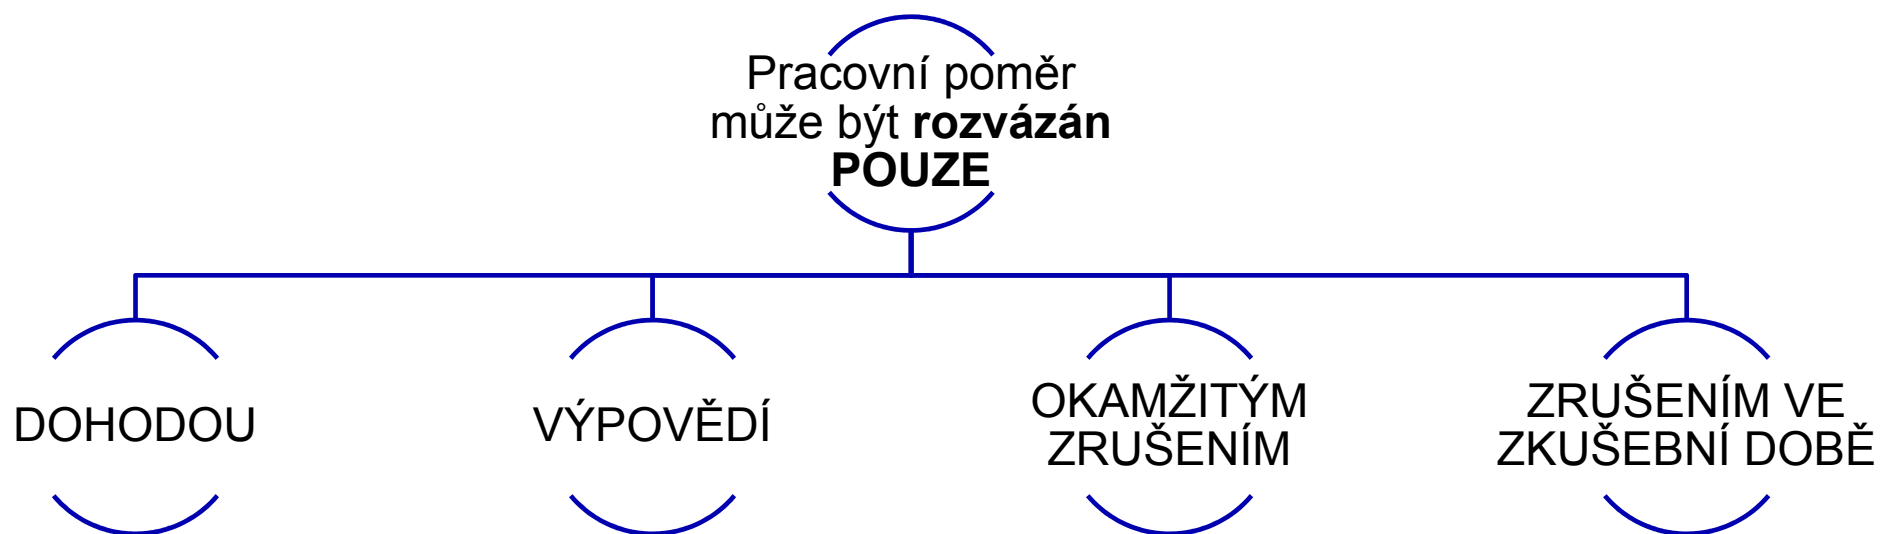 Pracovní poměr
může být rozvázán
POUZE
DOHODOU
VÝPOVĚDÍ
OKAMŽITÝM
ZRUŠENÍM
ZRUŠENÍM VE
ZKUŠEBNÍ DOBĚ